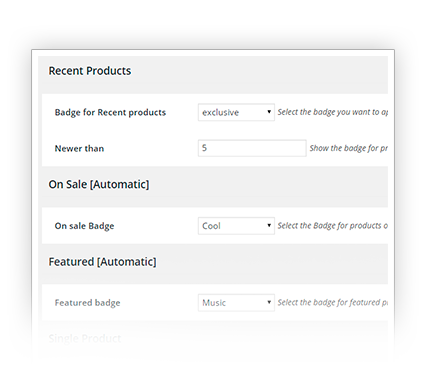 Recent Products
Badge for Recent products exclusive Select the badge you want to ap
Newer than 5 Show the badge for pr
On Sale [Automatic]
On sale Badge Cool Select the Badge for products o
Featured [Automatic]
Featured badge Music Select the badge for featured p
Single Product